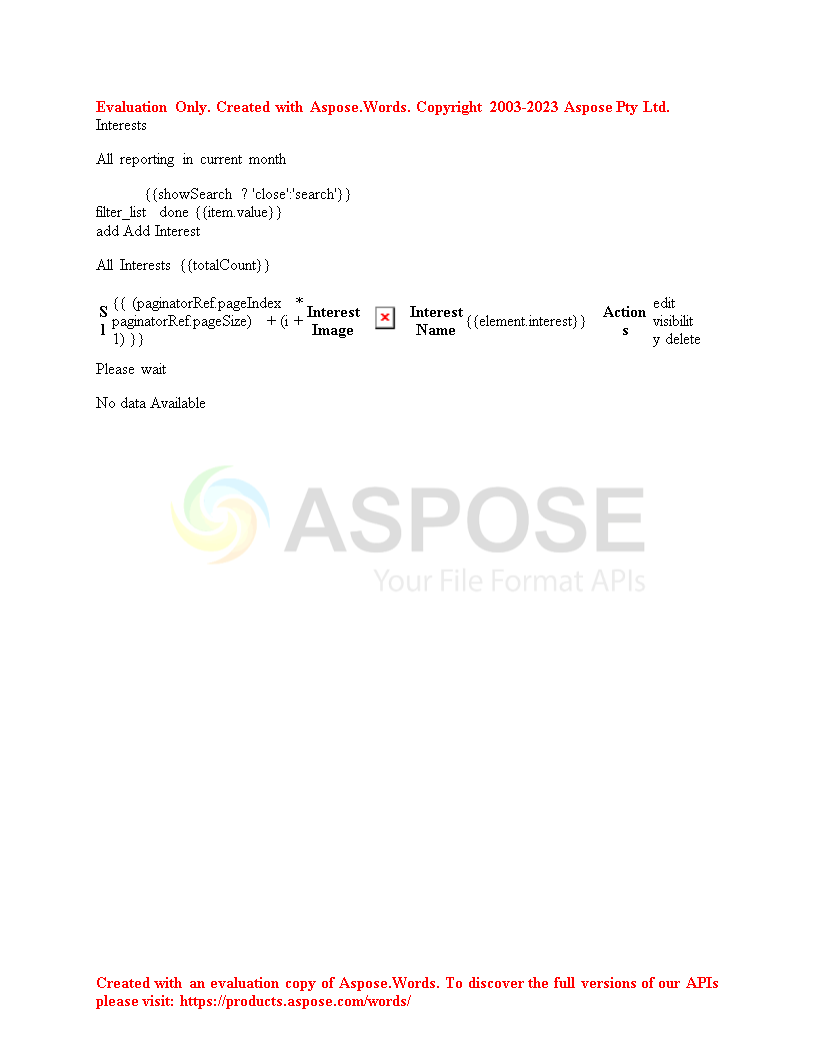 Evaluation Only. Created with Aspose.Words. Copyright 2003-2023 Aspose Pty Ltd.
Interests
All reporting in current month
{{showSearch ? 'close':'search'}}
filter_list done {{item.value}}
add Add Interest
All Interests {{totalCount}}
S
l
{{ (paginatorRef.pageIndex *
paginatorRef.pageSize) + (i +
1) }}
Interest
Image
Interest
Name
{{element.interest}}
Action
s
edit
visibilit
y delete
Please wait
No data Available
ASPOSE
Your File Format APIs
Created with an evaluation copy of Aspose.Words. To discover the full versions of our APIs
please visit: https://products.aspose.com/words/